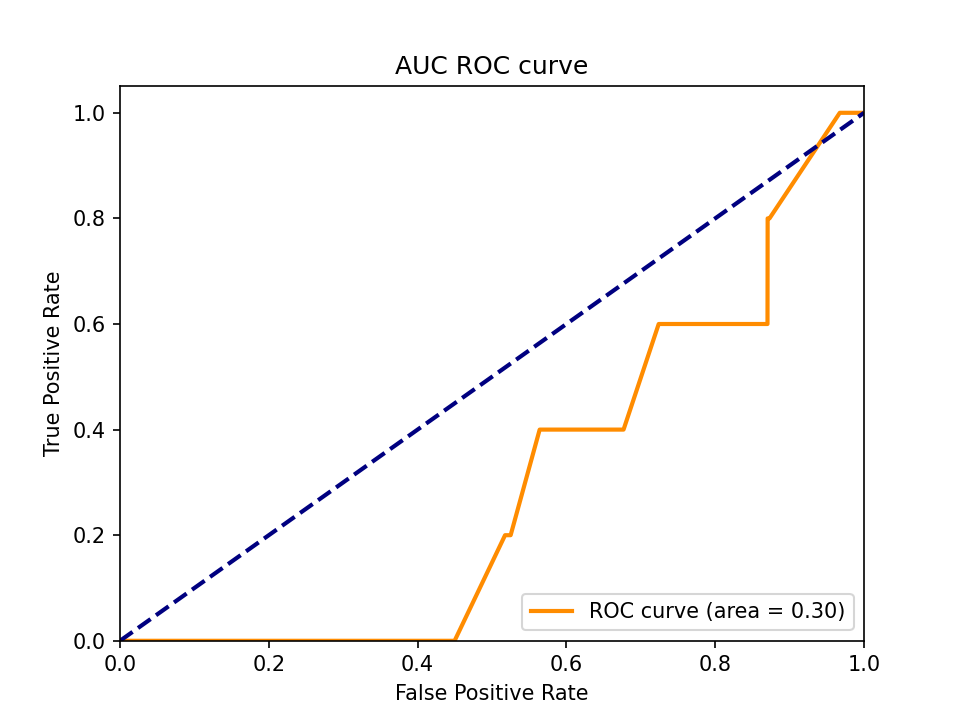 AUC ROC curve
1.0
0.8
0.6
0.4
0.2
0.0
True Positive Rate
ROC curve (area = 0.30)
0.0 0.2 0.4 0.6 0.8 1.0
False Positive Rate